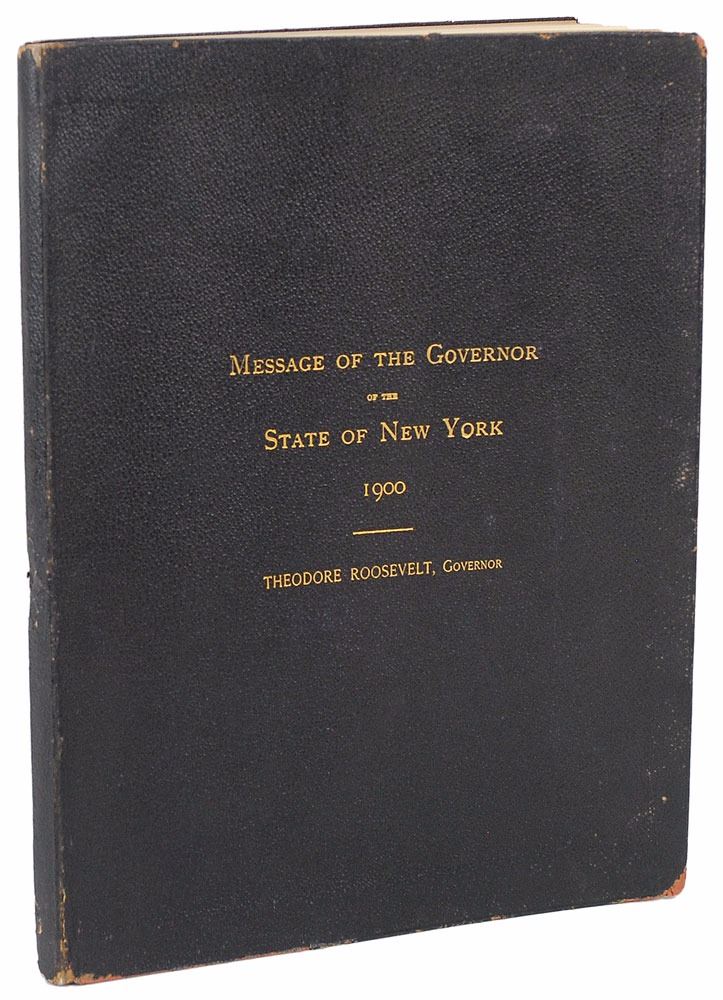 Message of the Governor
of the
State of New York
1900
THEODORE ROOSEVELT, Governor